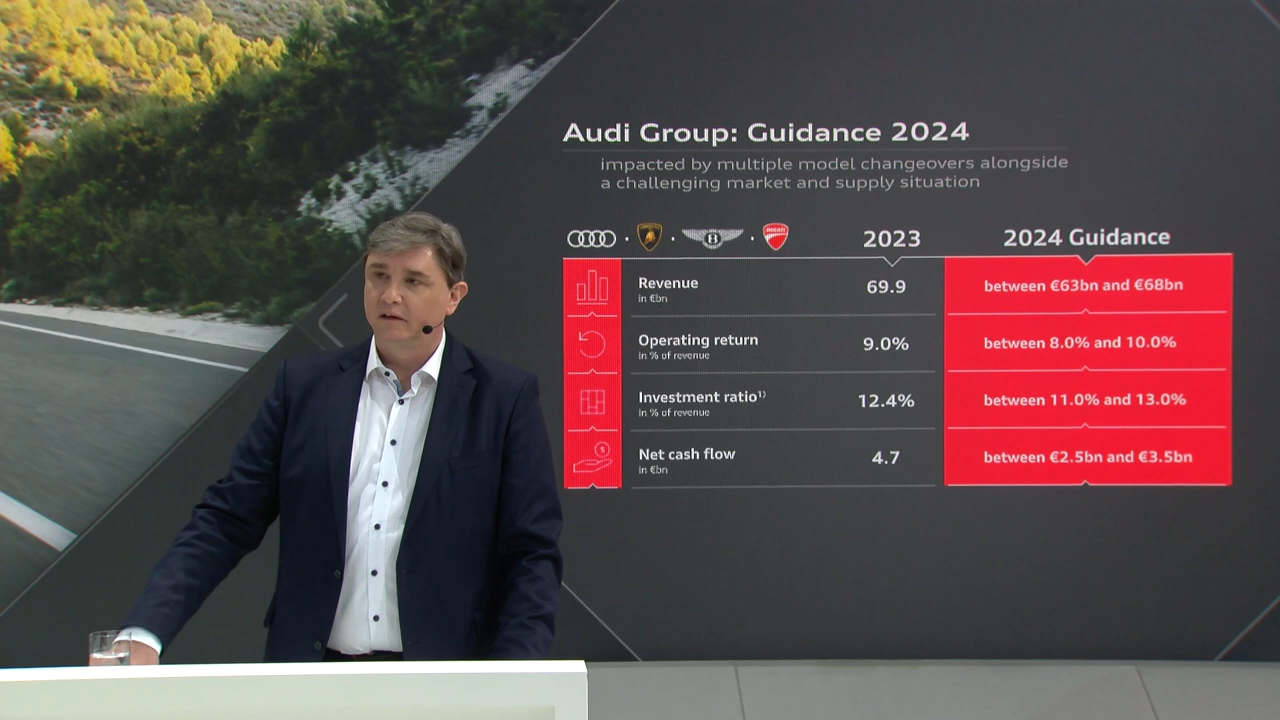 Audi Group: Guidance 2024
impacted by multiple model changeovers alongside
a challenging market and supply situation
B
DUCATI
2023
2024 Guidance
Revenue
in €bn
69.9
between €63bn and €68bn
Operating return
in % of revenue
9.0%
between 8.0% and 10.0%
Investment ratio¹⁾
in % of revenue
12.4%
between 11.0% and 13.0%
Net cash flow
in €bn
4.7
between €2.5bn and €3.5bn